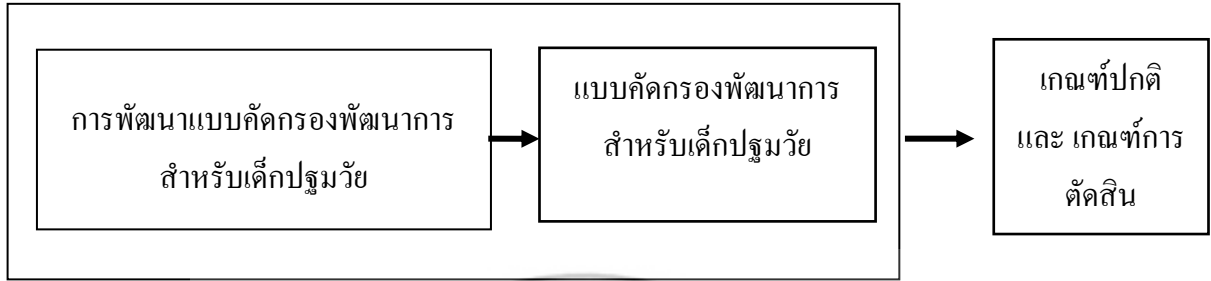 การพัฒนาแบบคัดกรองพัฒนาการ
สำหรับเด็กปฐมวัย
แบบคัดกรองพัฒนาการ
สำหรับเด็กปฐมวัย
เกณฑ์ปกติ
และ เกณฑ์การ
ตัดสิน